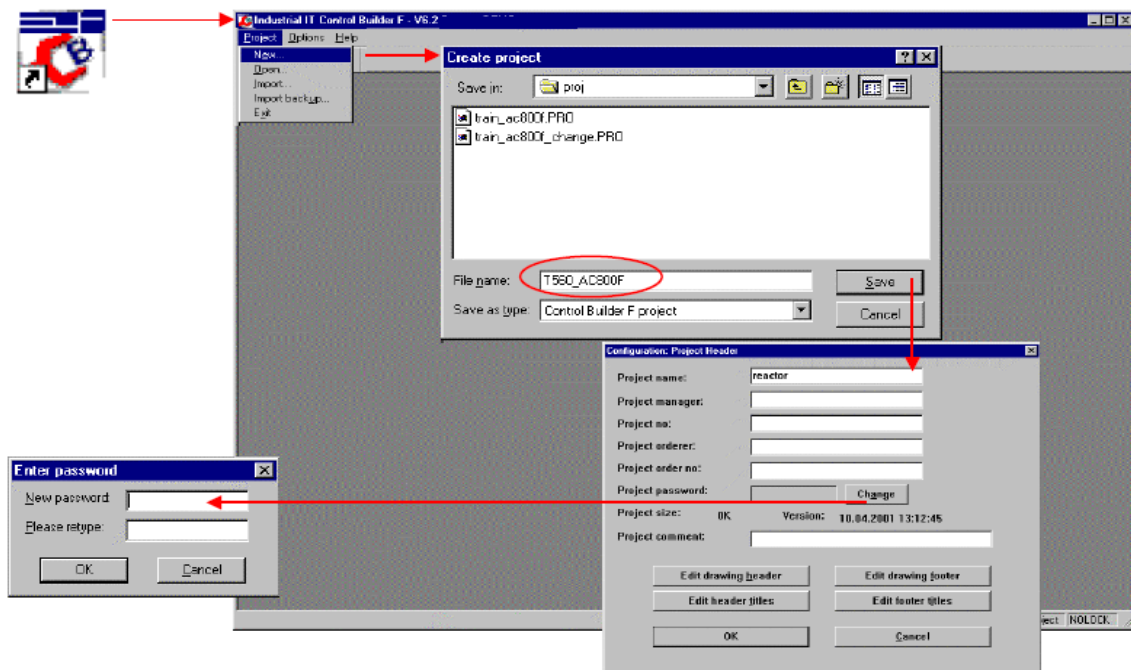 CB
Industrial IT Control Builder F - V6.2
Project Options Help
New...
Open...
Import...
Import backup...
Exit
Create project
Save in: proj
train_ac800f.PRO
train_ac800f_change.PRO
File name: T560_AC800F Save
Save as type: Control Builder F project Cancel
Configuration: Project Header
Project name: reactor
Project manager:
Project no:
Project orderer:
Project order no:
Project password: Change
Project size: 0K Version: 10.04.2001 13:12:45
Project comment:
Edit drawing header Edit drawing footer
Edit header titles Edit footer titles
OK Cancel
Enter password
New password
Please retype:
OK Cancel
NOLOCK